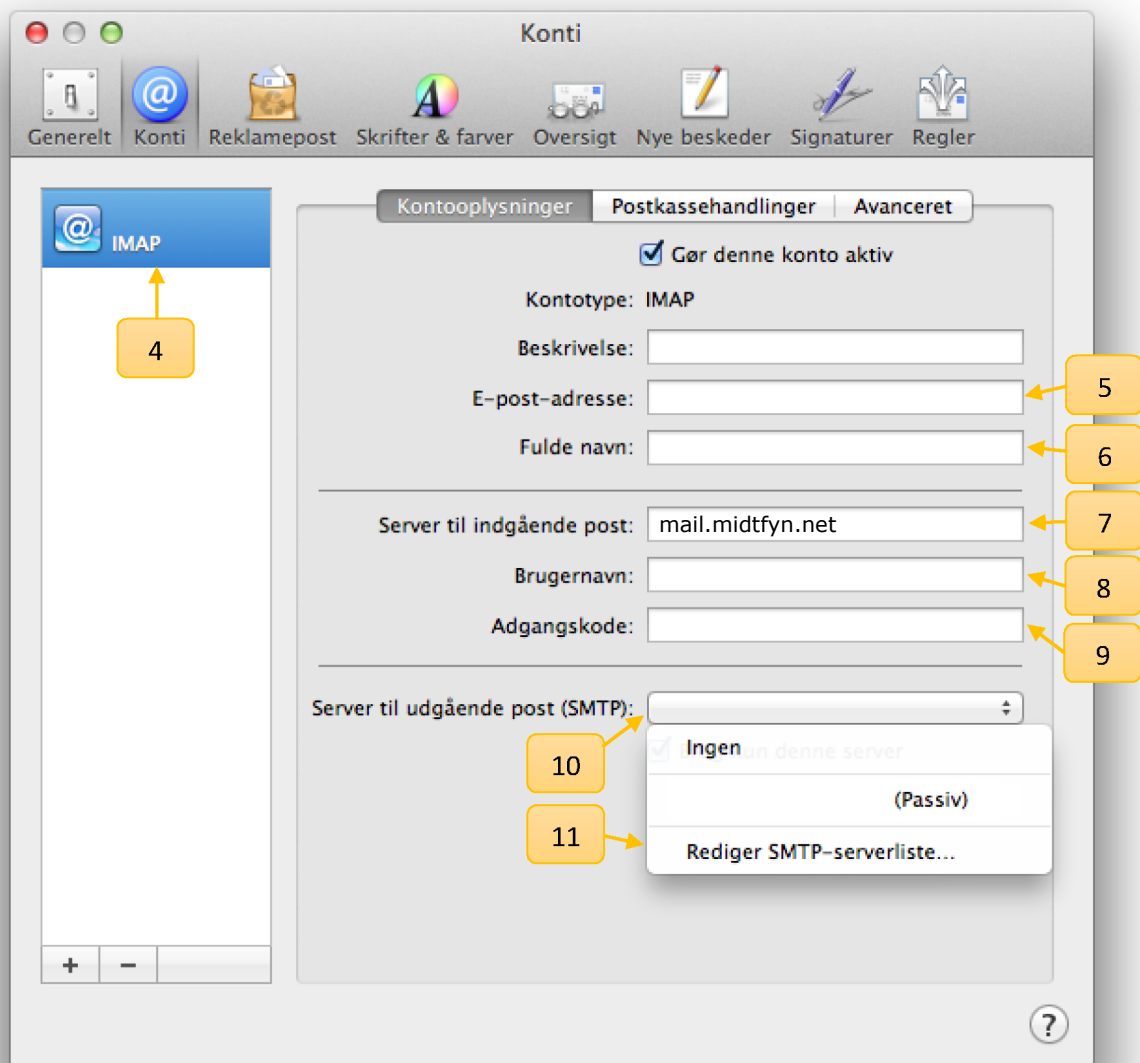 Konti
Generelt Konti Reklamepost Skrifter & farver Oversigt Nye beskeder Signaturer Regler
IMAP
4
Kontooplysninger Postkassehandlinger Avanceret
Gør denne konto aktiv
Kontotype: IMAP
Beskrivelse:
E-post-adresse:
5
Fulde navn:
6
Server til indgående post: mail.midtfyn.net
7
Brugernavn:
8
Adgangskode:
9
Server til udgående post (SMTP):
10
Ingen
denne server
(Passiv)
11
Rediger SMTP-serverliste...
+ −
?